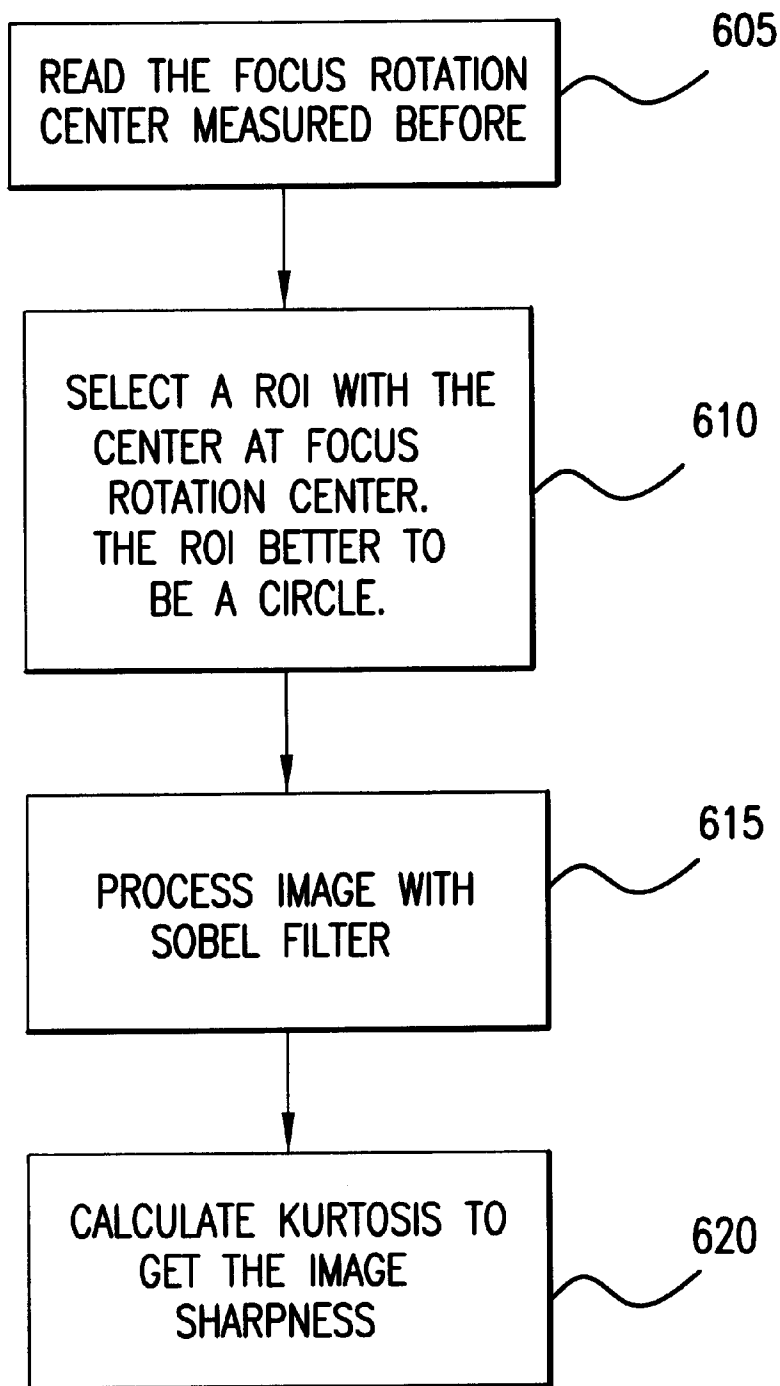 605
READ THE FOCUS ROTATION
CENTER MEASURED BEFORE
SELECT A ROI WITH THE
CENTER AT FOCUS
ROTATION CENTER.
THE ROI BETTER TO
BE A CIRCLE.
610
PROCESS IMAGE WITH
SOBEL FILTER
615
CALCULATE KURTOSIS TO
GET THE IMAGE
SHARPNESS
620